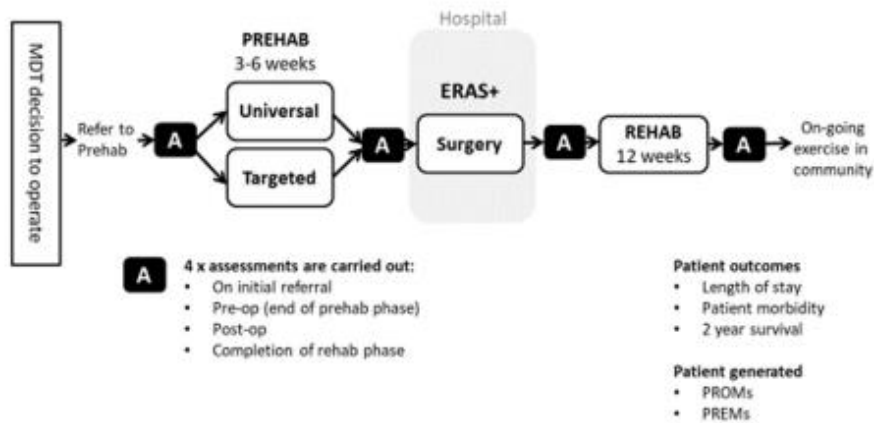 Hospital
MDT decision to operate
Refer to
Prehab
A
PREHAB
3-6 weeks
Universal
Targeted
A
ERAS+
Surgery
A
REHAB
12 weeks
A
On-going
exercise in
community
A
4 x assessments are carried out:
• On initial referral
• Pre-op (end of prehab phase)
• Post-op
• Completion of rehab phase
Patient outcomes
• Length of stay
• Patient morbidity
• 2 year survival
Patient generated
• PROMs
• PREMs